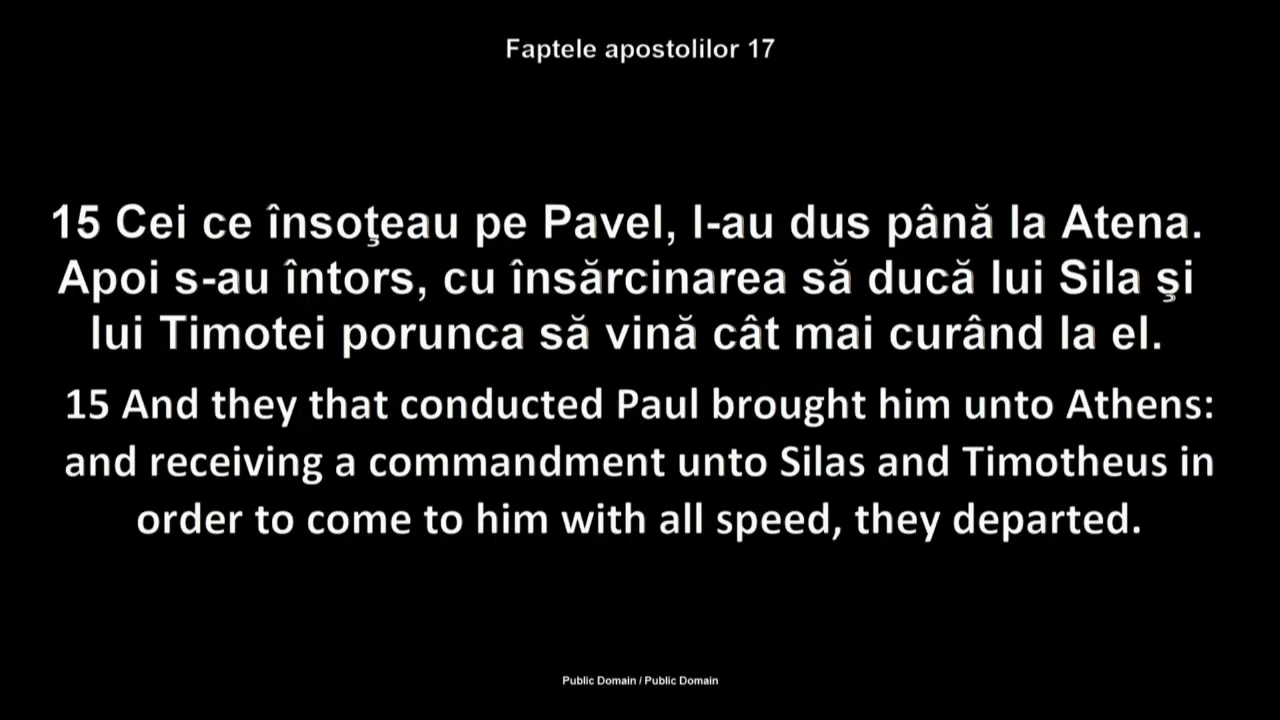 Faptele apostolilor 17
15 Cei ce însoţeau pe Pavel, l-au dus până la Atena.
Apoi s-au întors, cu însărcinarea să ducă lui Sila şi
lui Timotei porunca să vină cât mai curând la el.
15 And they that conducted Paul brought him unto Athens:
and receiving a commandment unto Silas and Timotheus in
order to come to him with all speed, they departed.
Public Domain / Public Domain